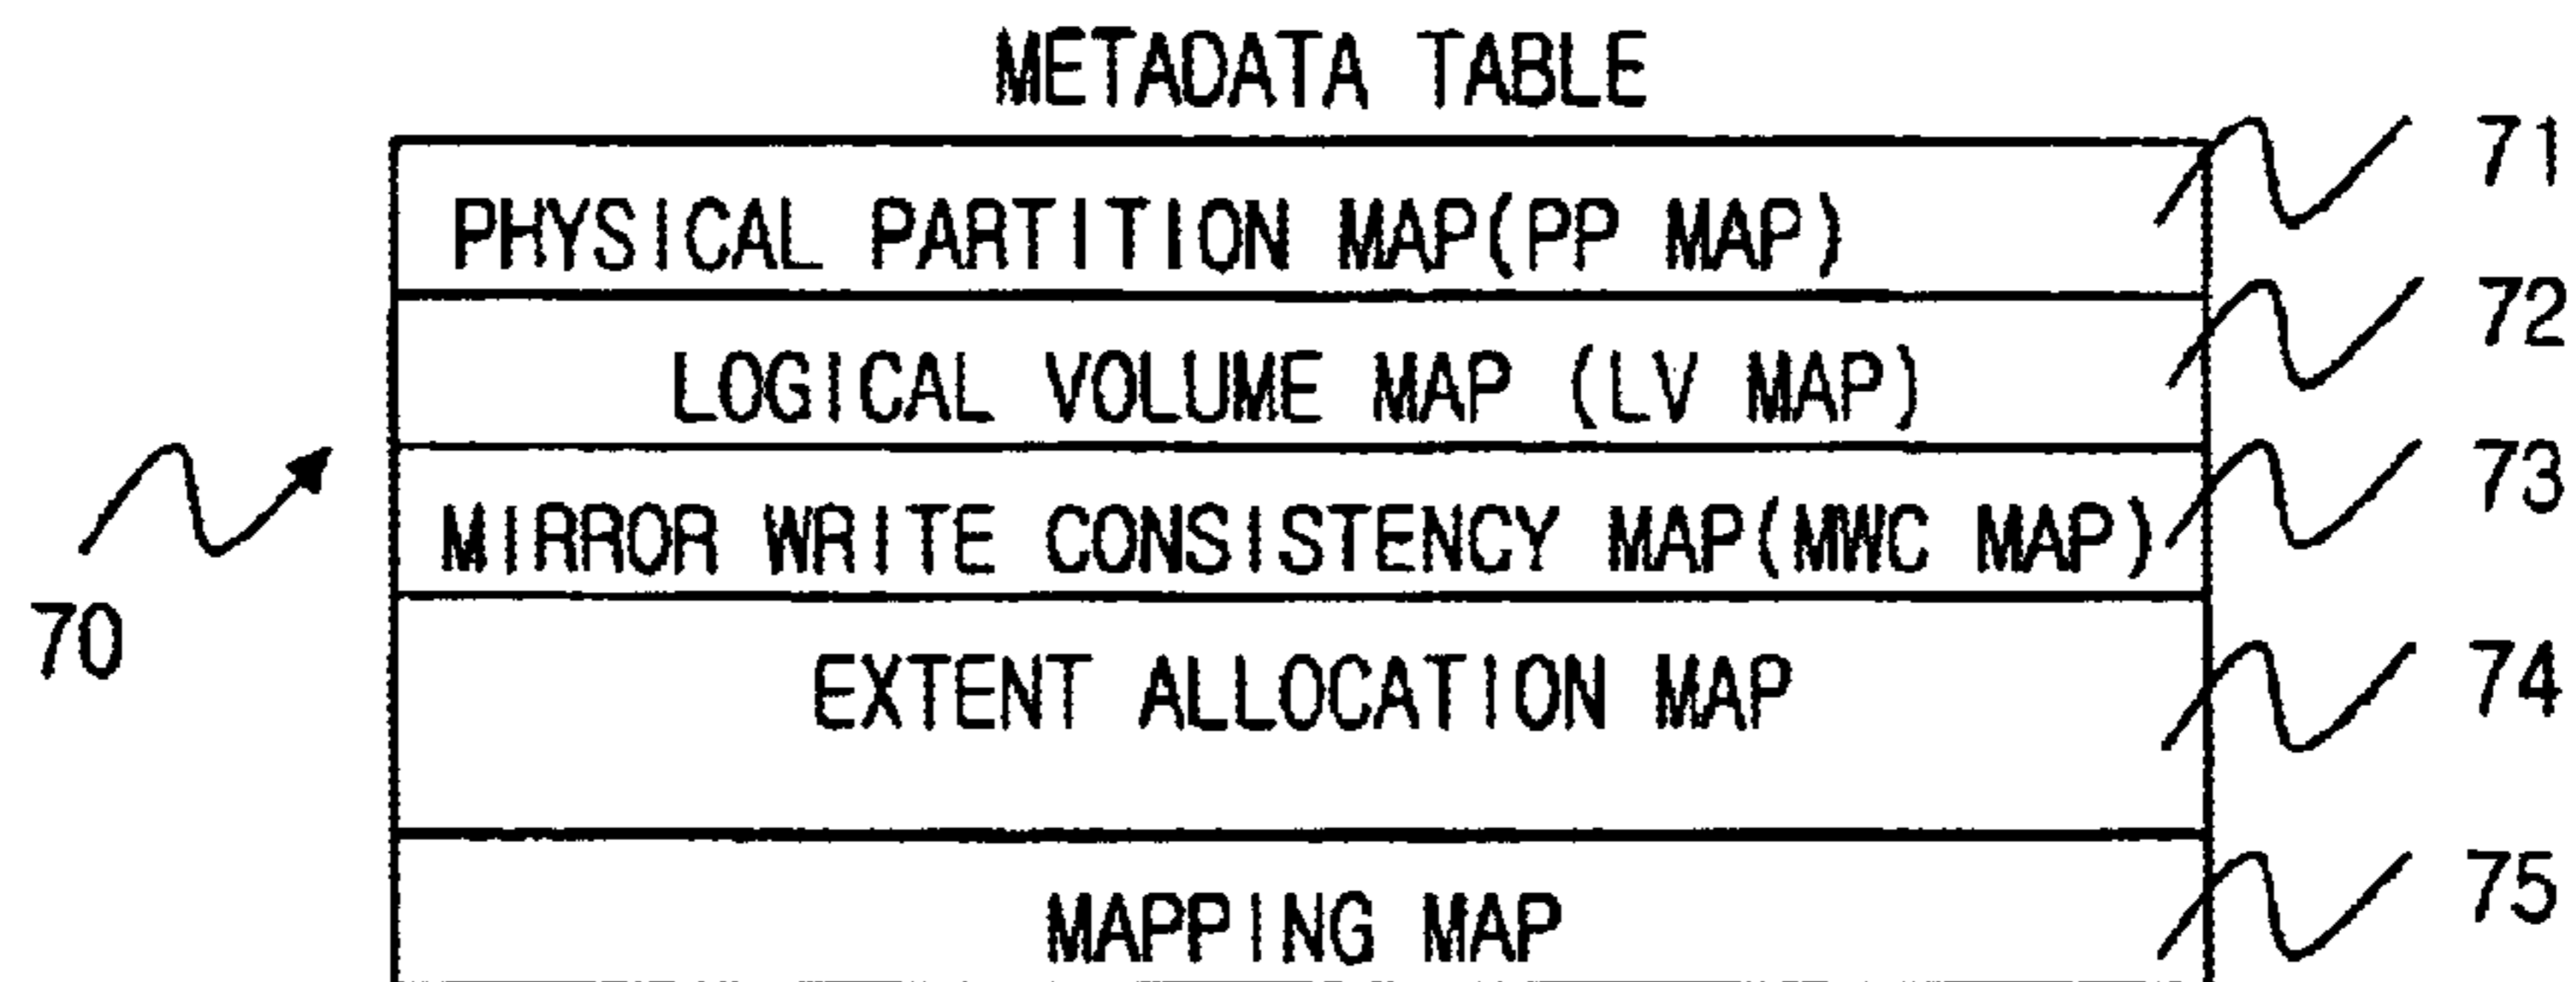 METADATA TABLE
PHYSICAL PARTITION MAP(PP MAP) 71
LOGICAL VOLUME MAP (LV MAP) 72
MIRROR WRITE CONSISTENCY MAP(MWC MAP) 73
70
EXTENT ALLOCATION MAP 74
MAPPING MAP 75